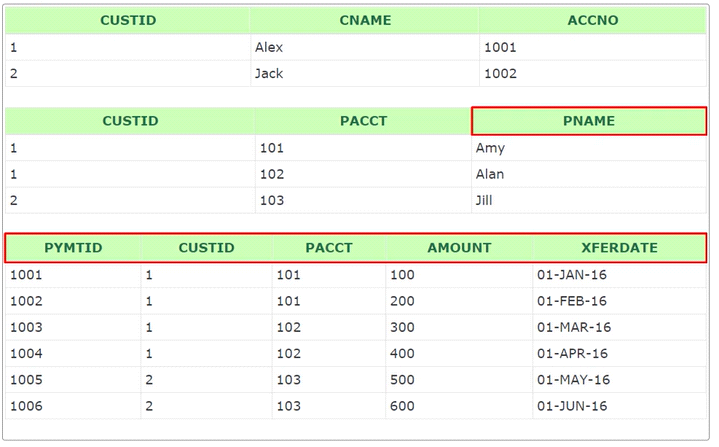 CUSTID CNAME ACCNO
1 Alex 1001
2 Jack 1002
CUSTID PACCT PNAME
1 101 Amy
1 102 Alan
2 103 Jill
PYMTID CUSTID PACCT AMOUNT XFERDATE
1001 1 101 100 01-JAN-16
1002 1 101 200 01-FEB-16
1003 1 102 300 01-MAR-16
1004 1 102 400 01-APR-16
1005 2 103 500 01-MAY-16
1006 2 103 600 01-JUN-16